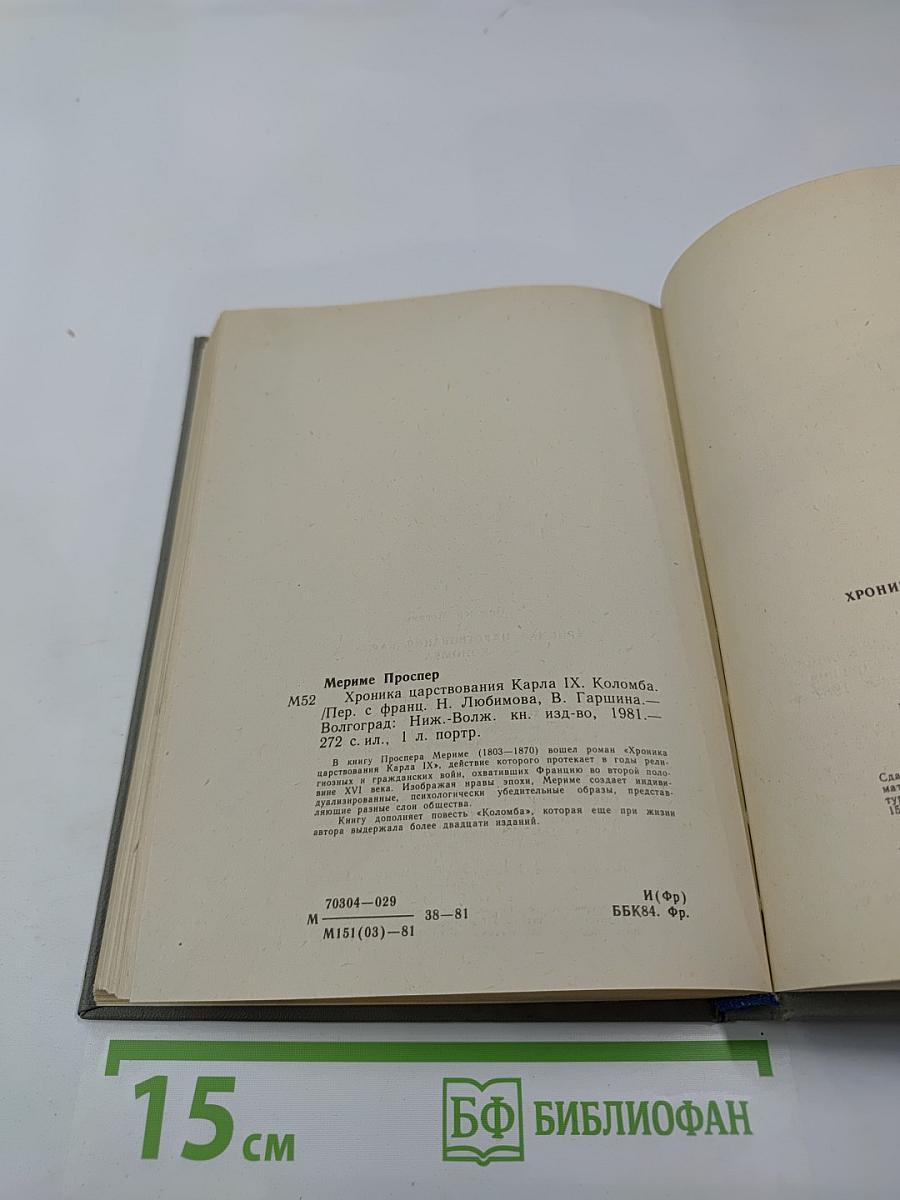 Мериме Проспер
М52 Хроника царствования Карла IX. Коломба.
/Пер. с франц. Н. Любимова, В. Гаршина.—
Волгоград: Ниж.-Волж. кн. изд-во, 1981.—
272 с. ил., 1 л. портр.
В книгу Проспера Мериме (1803—1870) вошел роман «Хроника
царствования Карла IX», действие которого протекает в годы рели-
гиозных и гражданских войн, охвативших Францию во второй поло-
вине XVI века. Изображая нравы эпохи, Мериме создает индиви-
дуализированные, психологически убедительные образы, представ-
ляющие разные слои общества.
Книгу дополняет повесть «Коломба», которая еще при жизни
автора выдержала более двадцати изданий.
70304—029
М 38—81
М151(03)—81
И(Фр)
ББК84. Фр.
ХРОНИ
Сда
мат
тур
15
15 см
БФ БИБЛИОФАН